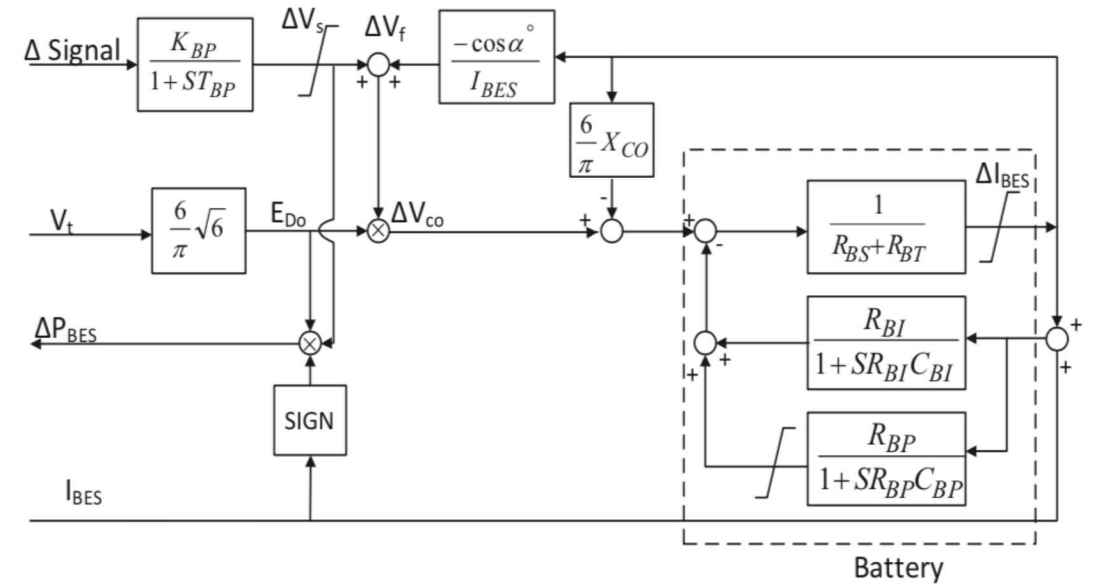 Δ Signal
K_BP
1+ST_BP
ΔV_s
ΔV_f
-cosα°
I_BES
+
+
6
π
X_CO
-
V_t
6
π
√6
E_Do
ΔV_co
+
+
-
1
R_BS+R_BT
ΔI_BES
ΔP_BES
+
+
R_BI
1+SR_BI C_BI
+
+
R_BP
1+SR_BP C_BP
SIGN
I_BES
Battery